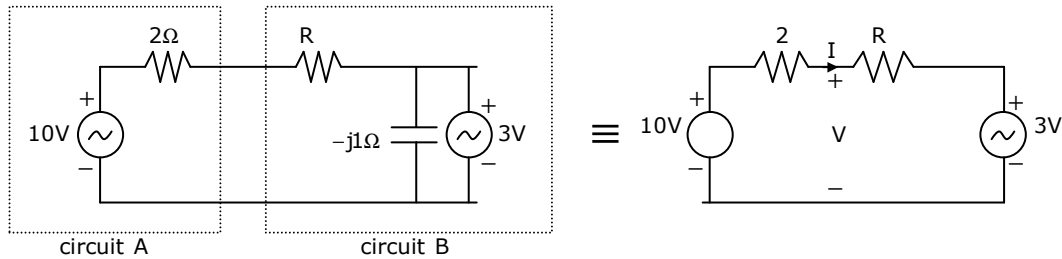 2Ω R
+ +
10V −j1Ω 3V
− −
circuit A circuit B
≡
2 I R
+ + +
10V V 3V
− − −